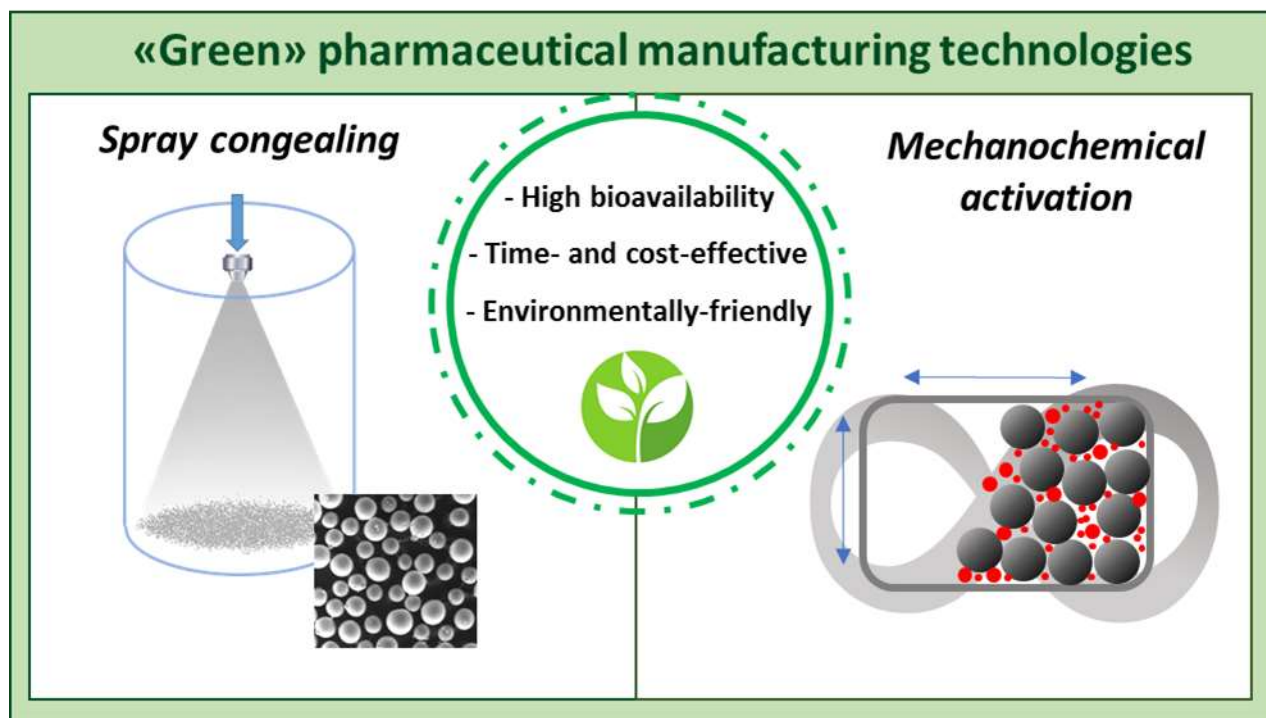 «Green» pharmaceutical manufacturing technologies
Spray congealing
- High bioavailability
- Time- and cost-effective
- Environmentally-friendly
Mechanochemical
activation